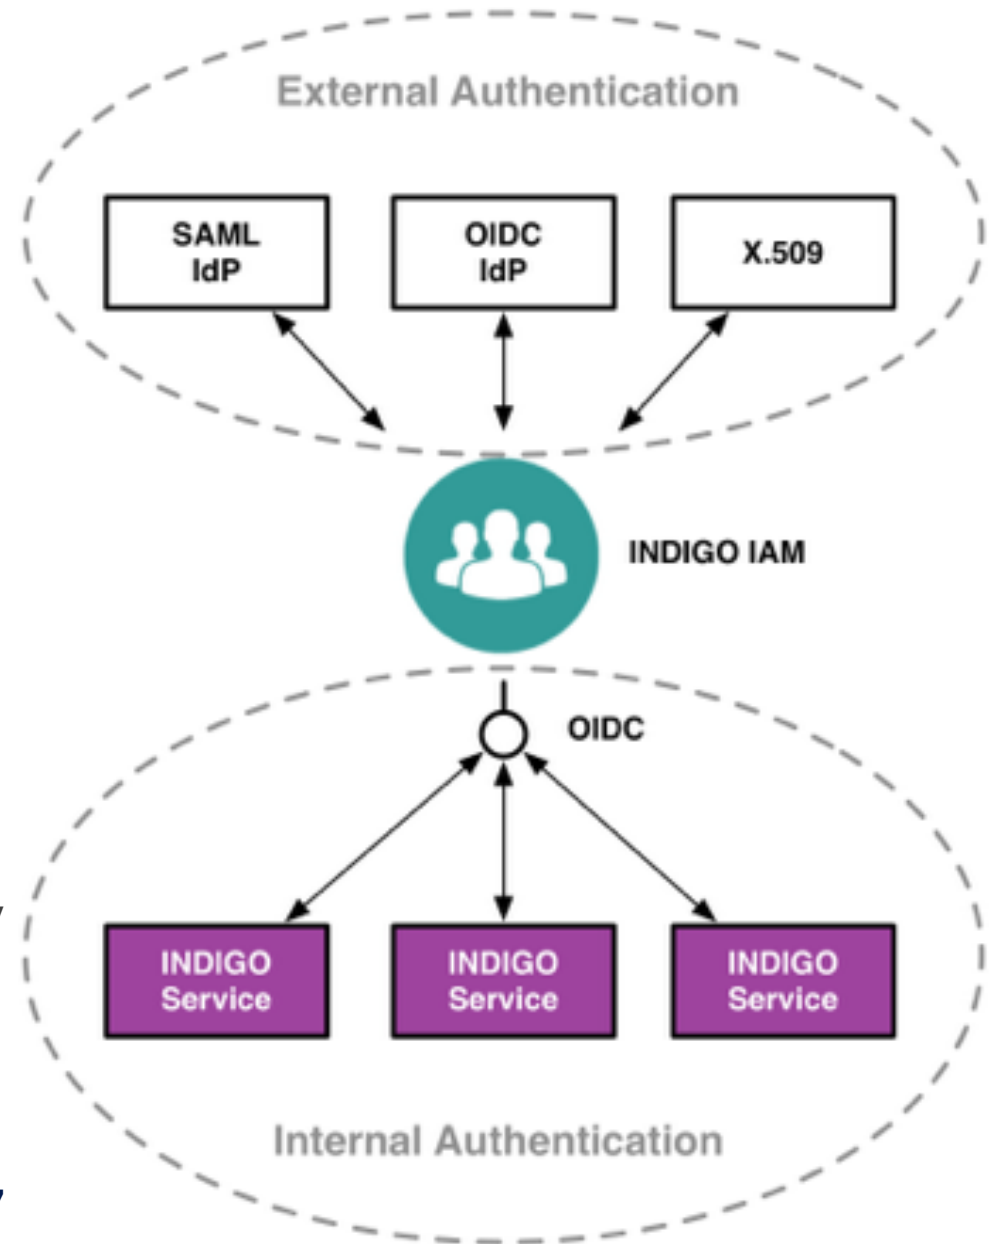 External Authentication
SAML
IdP
OIDC
IdP
X.509
INDIGO IAM
OIDC
INDIGO
Service
INDIGO
Service
INDIGO
Service
Internal Authentication